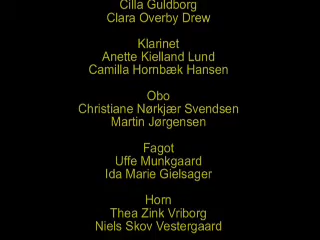 Cilla Guldborg
Clara Overby Drew
Klarinet
Anette Kielland Lund
Camilla Hornbæk Hansen
Obo
Christiane Nørkjær Svendsen
Martin Jørgensen
Fagot
Uffe Munkgaard
Ida Marie Gielsager
Horn
Thea Zink Vriborg
Niels Skov Vestergaard